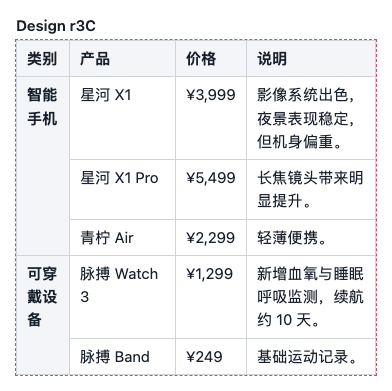 Design r3C
类别 产品 价格 说明
智能 星河 X1 ¥3,999 影像系统出色，
手机 夜景表现稳定，
但机身偏重。
星河 X1 Pro ¥5,499 长焦镜头带来明
显提升。
青柠 Air ¥2,299 轻薄便携。
可穿 脉搏 Watch ¥1,299 新增血氧与睡眠
戴设 3 呼吸监测，续航
备 约 10 天。
脉搏 Band ¥249 基础运动记录。